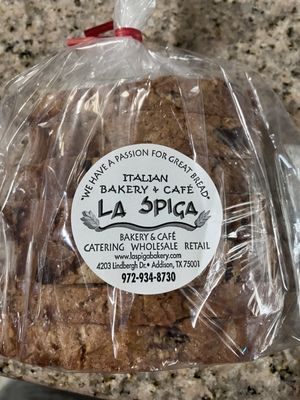 "WE HAVE A PASSION FOR GREAT BREAD"
ITALIAN
BAKERY & CAFÉ
LA SPIGA
BAKERY & CAFÉ
CATERING WHOLESALE RETAIL
www.laspigabakery.com
4203 Lindbergh Dr. • Addison, TX 75001
972-934-8730